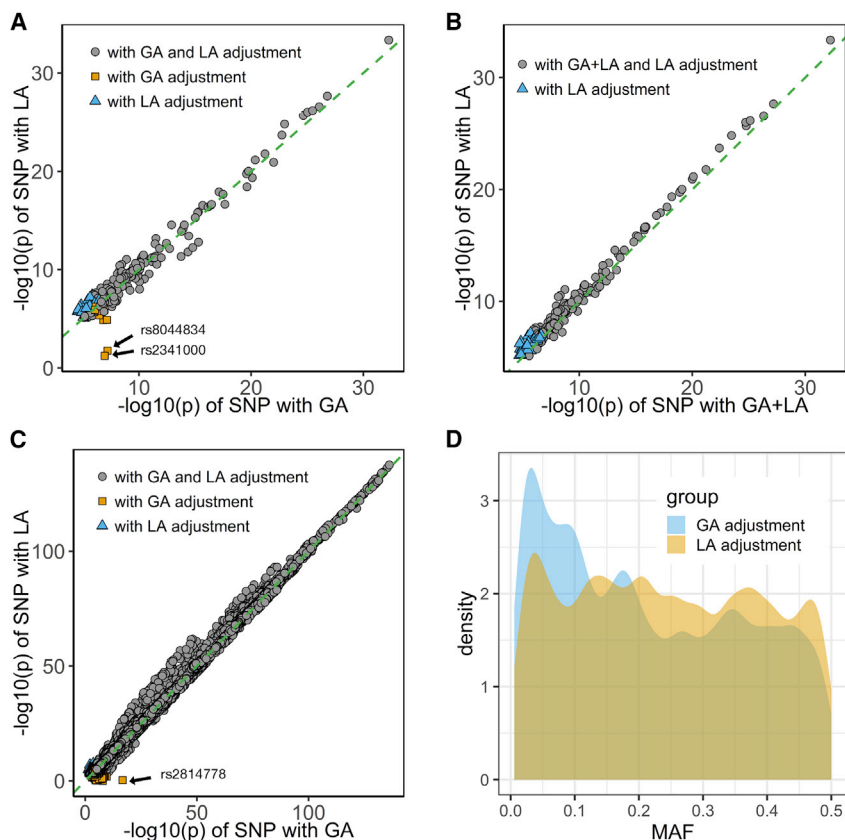 A
with GA and LA adjustment
with GA adjustment
with LA adjustment
-log10(p) of SNP with LA
30
20
10
0
rs8044834
rs2341000
10
20
30
-log10(p) of SNP with GA
B
with GA+LA and LA adjustment
with LA adjustment
-log10(p) of SNP with LA
30
20
10
10
20
30
-log10(p) of SNP with GA+LA
C
with GA and LA adjustment
with GA adjustment
with LA adjustment
-log10(p) of SNP with LA
100
50
0
rs2814778
0
50
100
-log10(p) of SNP with GA
D
group
GA adjustment
LA adjustment
density
3
2
1
0
0.0
0.1
0.2
0.3
0.4
0.5
MAF